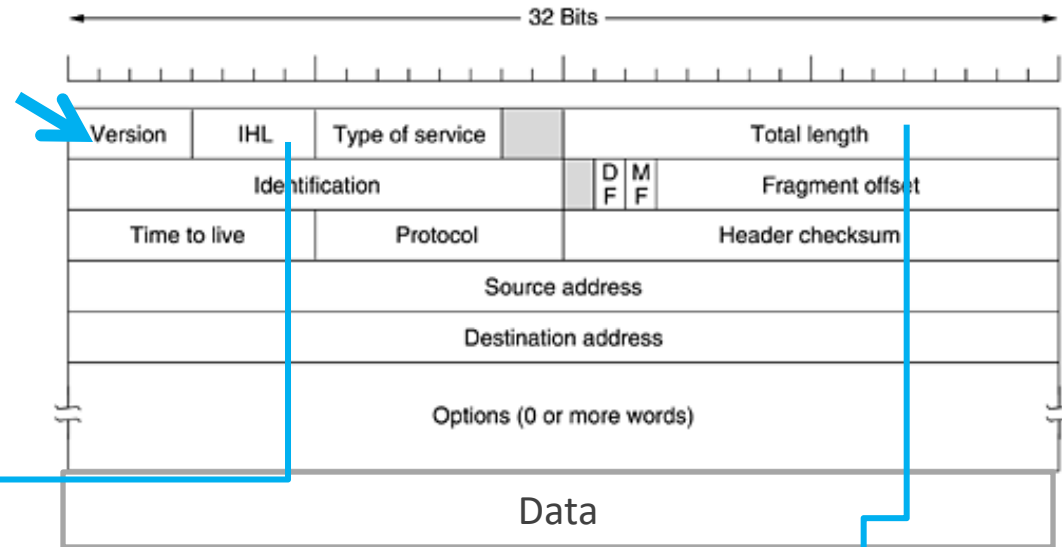 32 Bits
Version IHL Type of service Total length
Identification D F M F Fragment offset
Time to live Protocol Header checksum
Source address
Destination address
Options (0 or more words)
Data